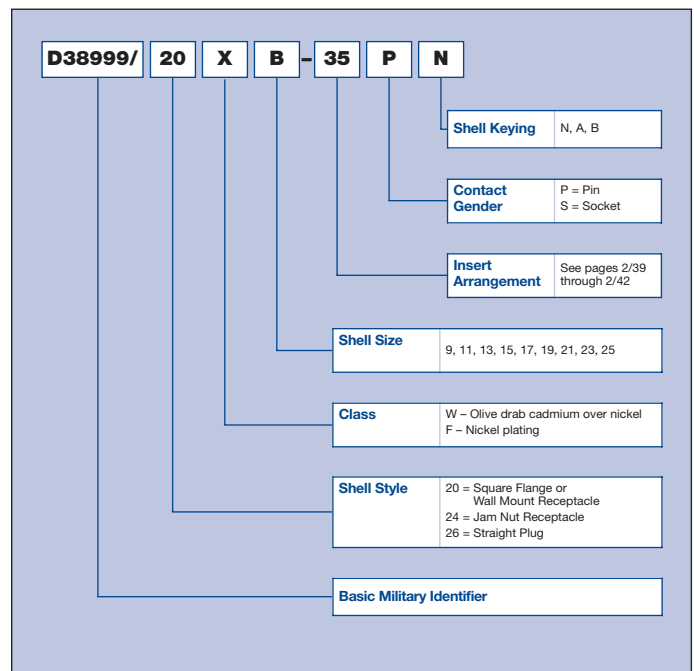 D38999/ 20 X B – 35 P N
Shell Keying N, A, B
Contact
Gender
P = Pin
S = Socket
Insert
Arrangement
See pages 2/39
through 2/42
Shell Size
9, 11, 13, 15, 17, 19, 21, 23, 25
Class
W – Olive drab cadmium over nickel
F – Nickel plating
Shell Style
20 = Square Flange or
Wall Mount Receptacle
24 = Jam Nut Receptacle
26 = Straight Plug
Basic Military Identifier